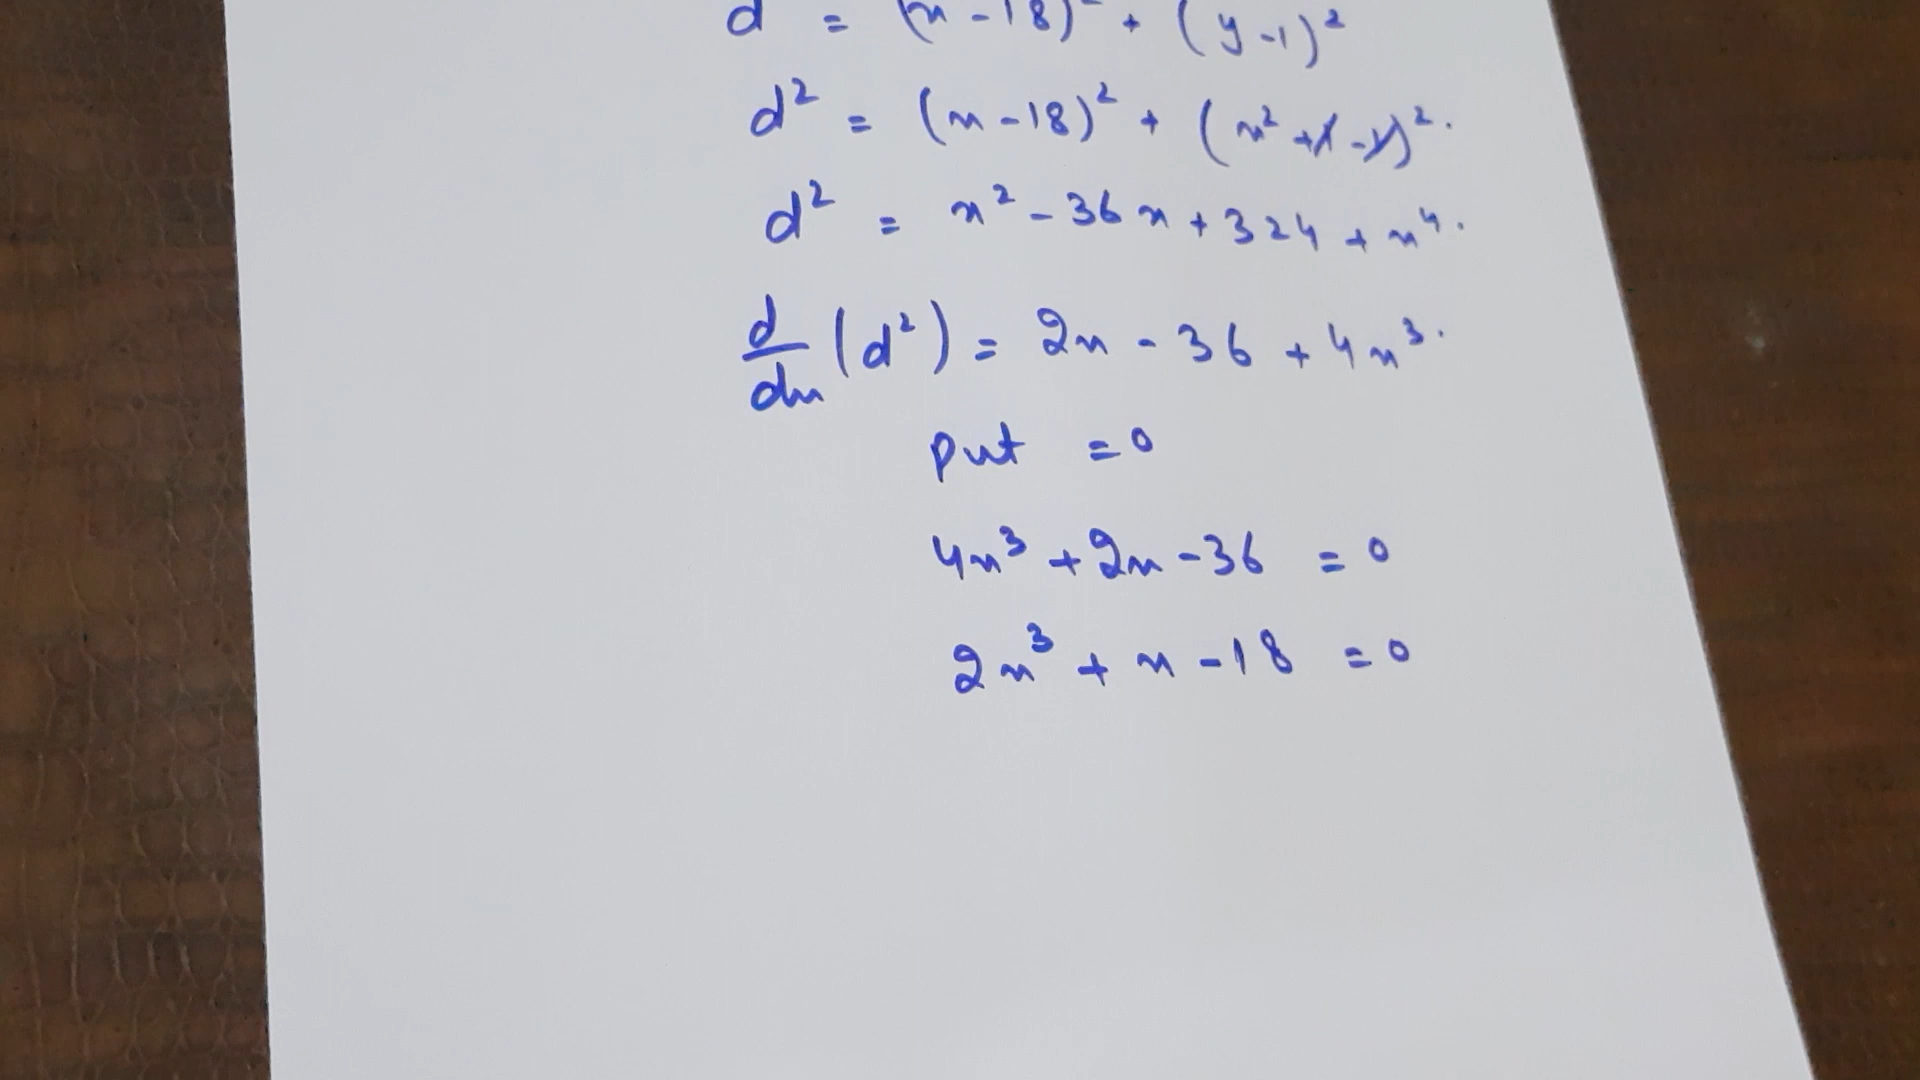 d = (x - 18)² + (y - 1)²
d² = (x - 18)² + (x² + 1 - 1)².
d² = x² - 36x + 324 + x⁴.
d/dx (d²) = 2x - 36 + 4x³.
put = 0
4x³ + 2x - 36 = 0
2x³ + x - 18 = 0